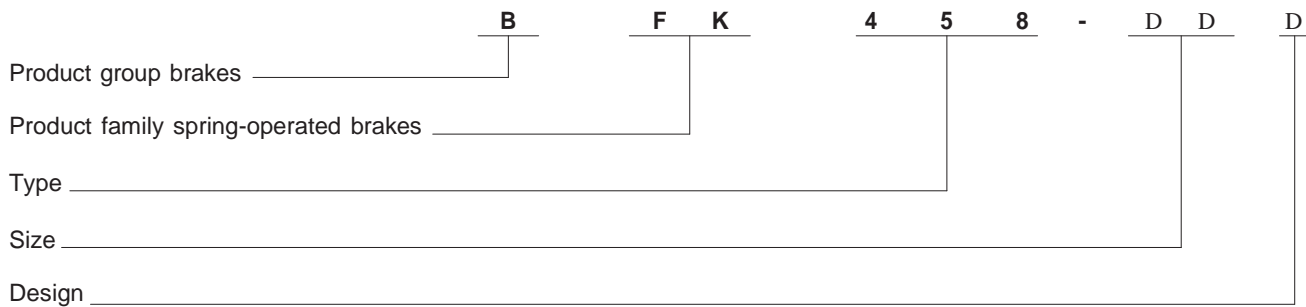 B F K 4 5 8 - D D D
Product group brakes
Product family spring-operated brakes
Type
Size
Design